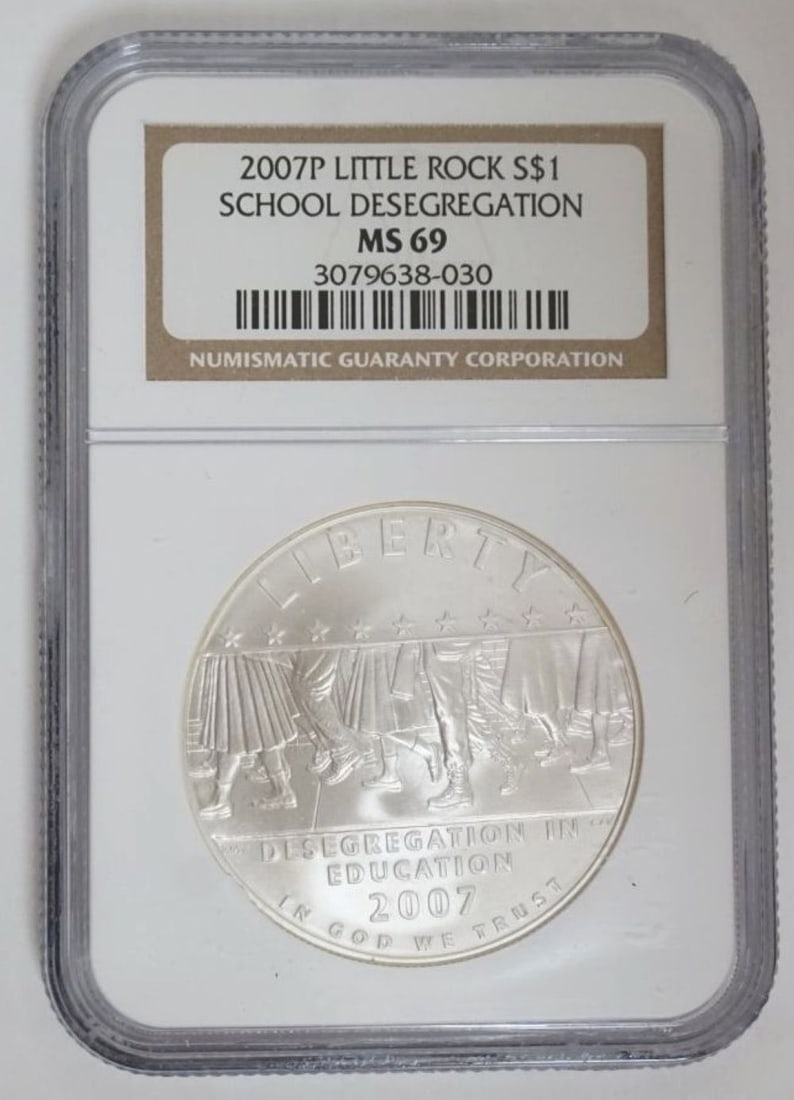 2007P LITTLE ROCK S$1
SCHOOL DESEGREGATION
MS 69
3079638-030
NUMISMATIC GUARANTY CORPORATION
LIBERTY
DESEGREGATION IN
EDUCATION
2007
IN GOD WE TRUST